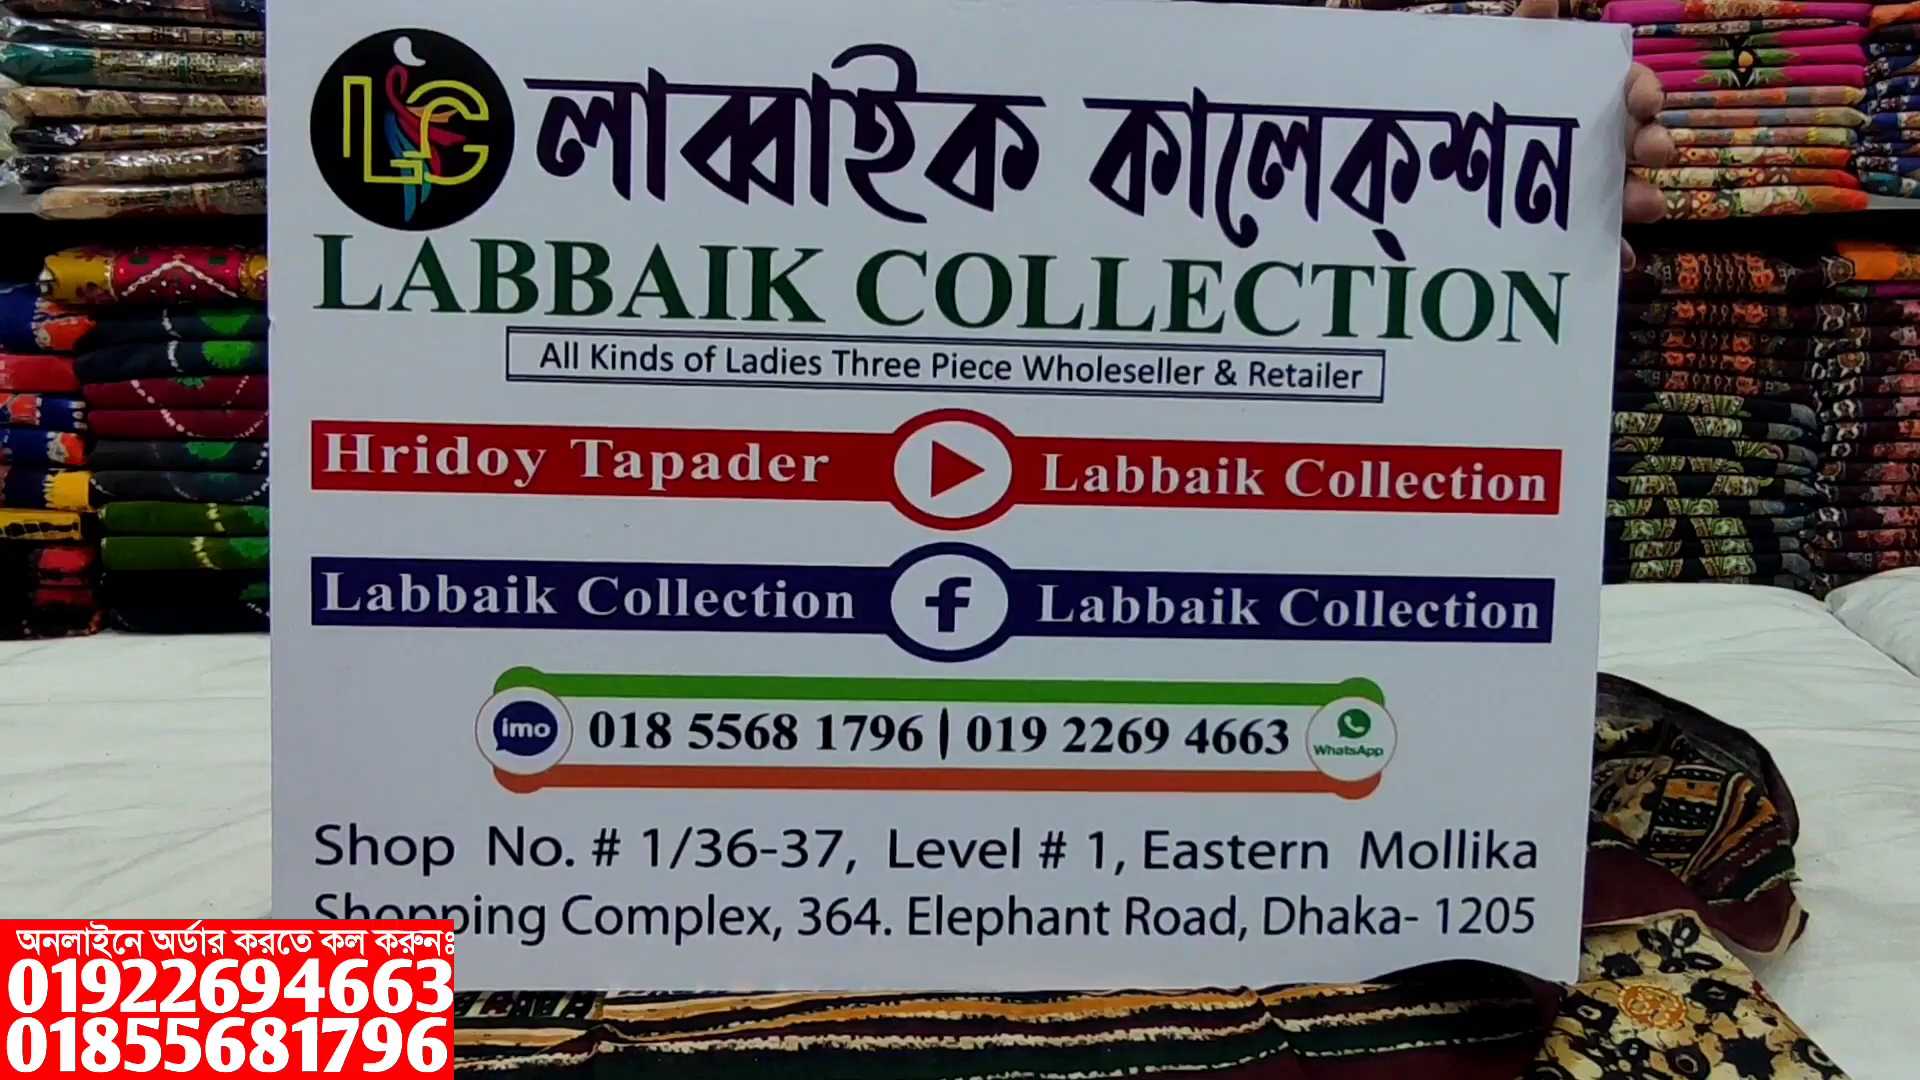 LC
লাব্বাইক কালেক্শন
LABBAIK COLLECTION
All Kinds of Ladies Three Piece Wholeseller & Retailer
Hridoy Tapader Labbaik Collection
Labbaik Collection f Labbaik Collection
imo 018 5568 1796 | 019 2269 4663 WhatsApp
Shop No. # 1/36-37, Level # 1, Eastern Mollika
Shopping Complex, 364. Elephant Road, Dhaka- 1205
অনলাইনে অর্ডার করতে কল করুনঃ
01922694663
01855681796